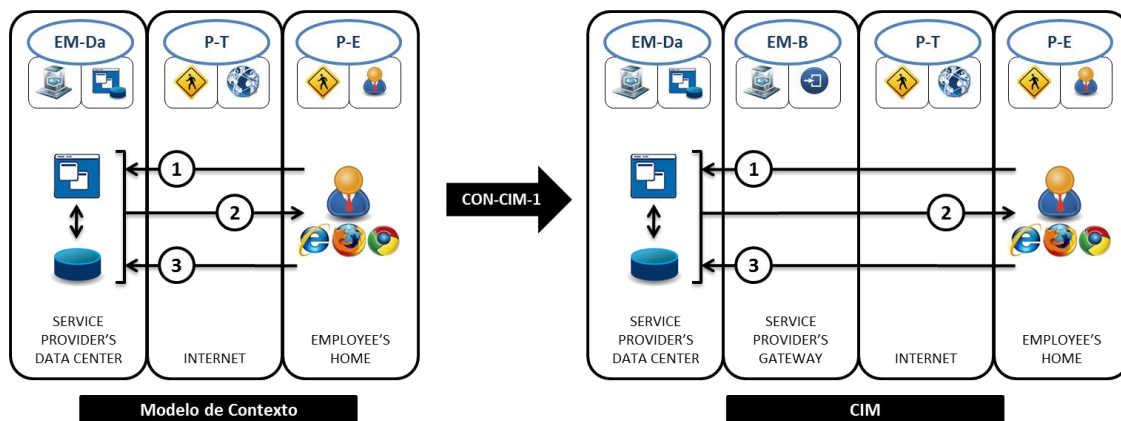 EM-Da
P-T
P-E
1
2
3
SERVICE
PROVIDER'S
DATA CENTER
INTERNET
EMPLOYEE'S
HOME
Modelo de Contexto
CON-CIM-1
EM-Da
EM-B
P-T
P-E
1
2
3
SERVICE
PROVIDER'S
DATA CENTER
SERVICE
PROVIDER'S
GATEWAY
INTERNET
EMPLOYEE'S
HOME
CIM